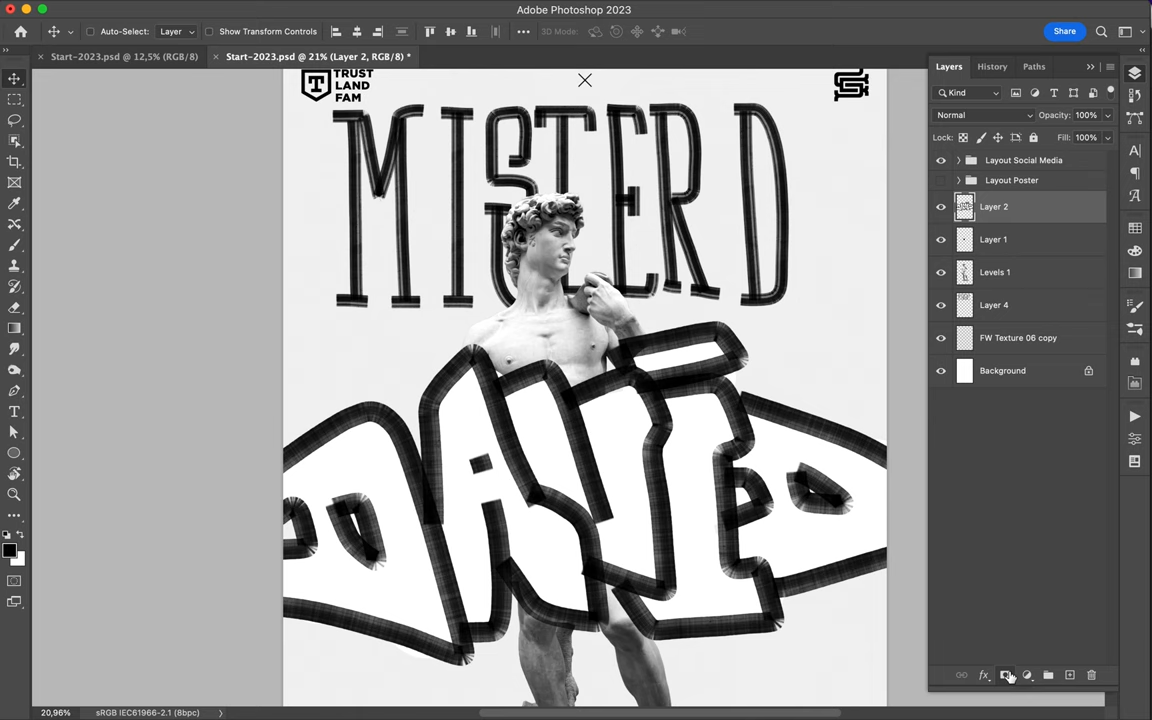 Adobe Photoshop 2023
Auto-Select: Layer Show Transform Controls 3D Mode: Share
Start-2023.psd @ 12,5% (RGB/8) Start-2023.psd @ 21% (Layer 2, RGB/8) *
Layers History Paths
Kind
Normal Opacity: 100%
Lock: Fill: 100%
Layout Social Media
Layout Poster
Layer 2
Layer 1
Levels 1
Layer 4
FW Texture 06 copy
Background
TRUST
LAND
FAM
MISTER D
20,96% sRGB IEC61966-2.1 (8bpc)